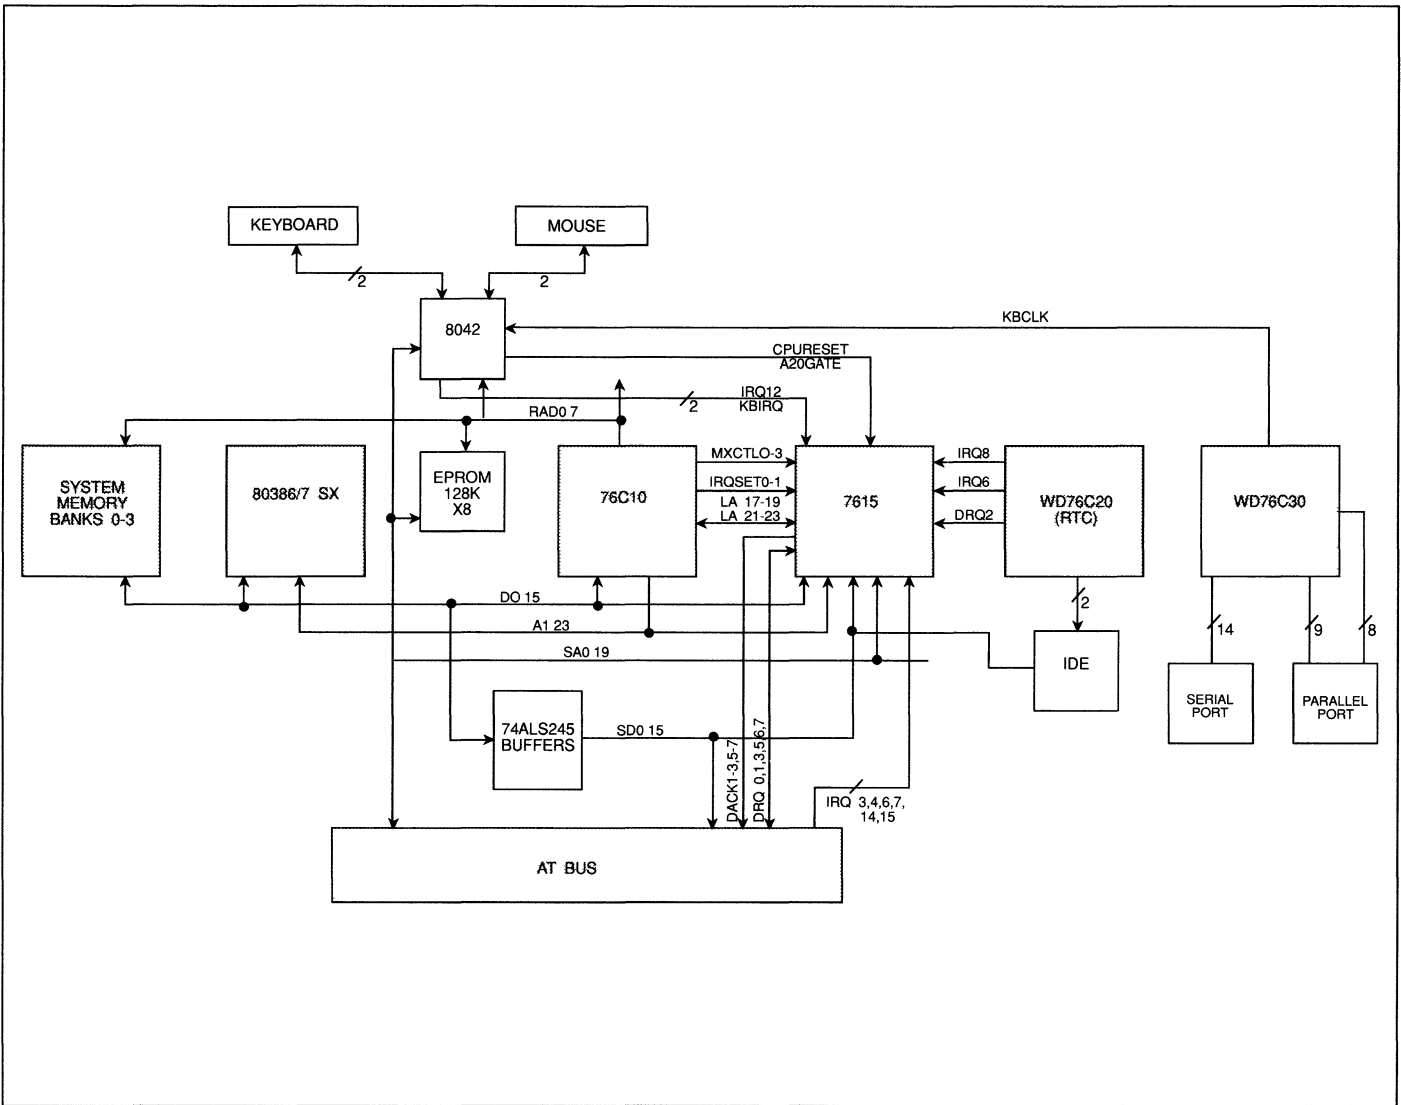 KEYBOARD
MOUSE
2
2
8042
KBCLK
CPURESET
A20GATE
IRQ12
KBIRQ
2
RAD0 7
SYSTEM
MEMORY
BANKS 0-3
80386/7 SX
EPROM
128K
X8
76C10
MXCTLO-3
IRQSET0-1
LA 17-19
LA 21-23
7615
IRQ8
IRQ6
DRQ2
WD76C20
(RTC)
WD76C30
DO 15
A1 23
SA0 19
2
IDE
14
9
8
SERIAL
PORT
PARALLEL
PORT
74ALS245
BUFFERS
SD0 15
DACK1-3,5-7
DRQ 0,1,3,5,6,7
IRQ 3,4,6,7,
14,15
AT BUS